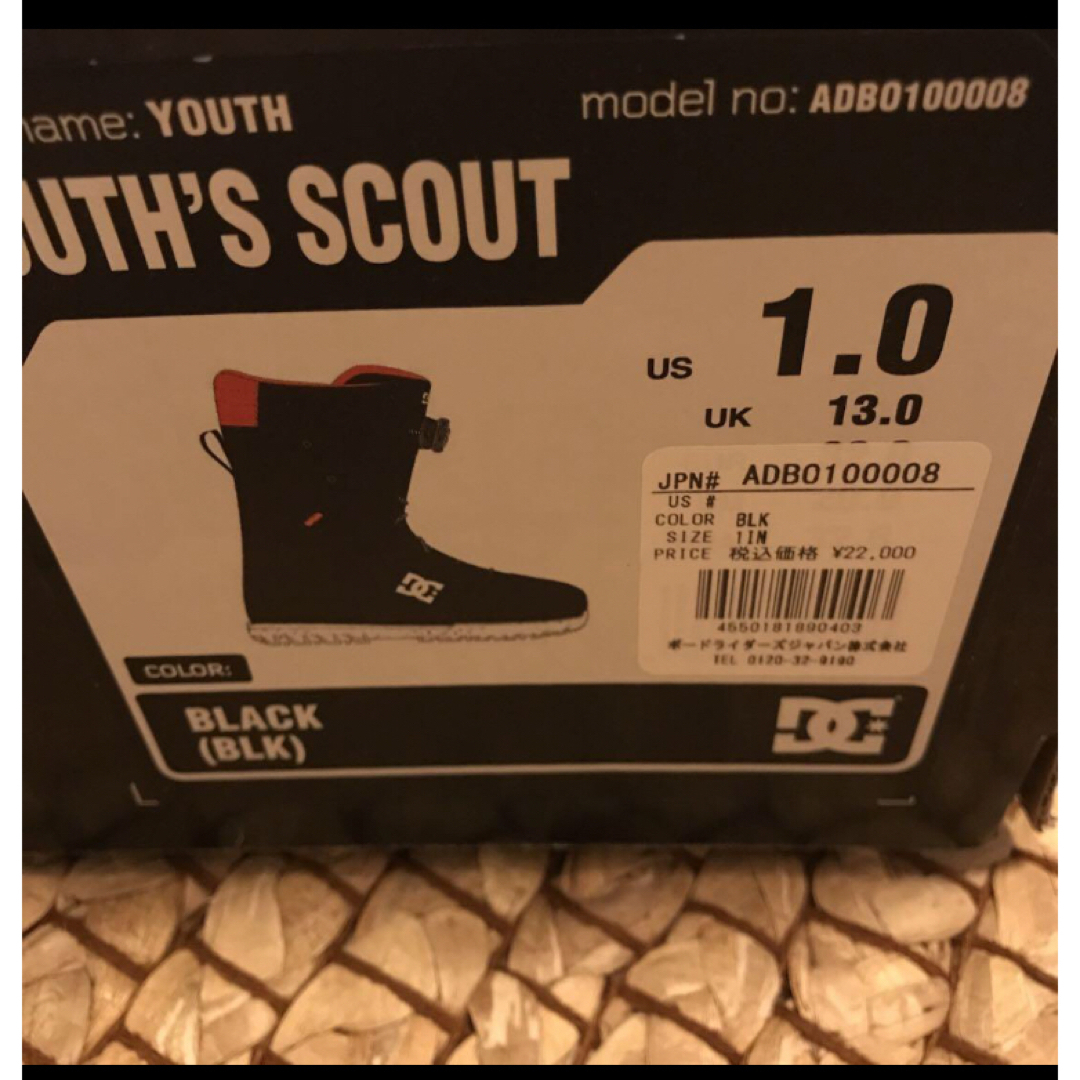 name: YOUTH
model no: ADBO100008
UTH'S SCOUT
US 1.0
UK 13.0
JPN# ADBO100008
US #
COLOR BLK
SIZE 1IN
PRICE 税込価格 ¥22,000
4550181890403
ボードライダーズジャパン株式会社
TEL 0120-32-9190
COLOR:
BLACK
(BLK)
DC